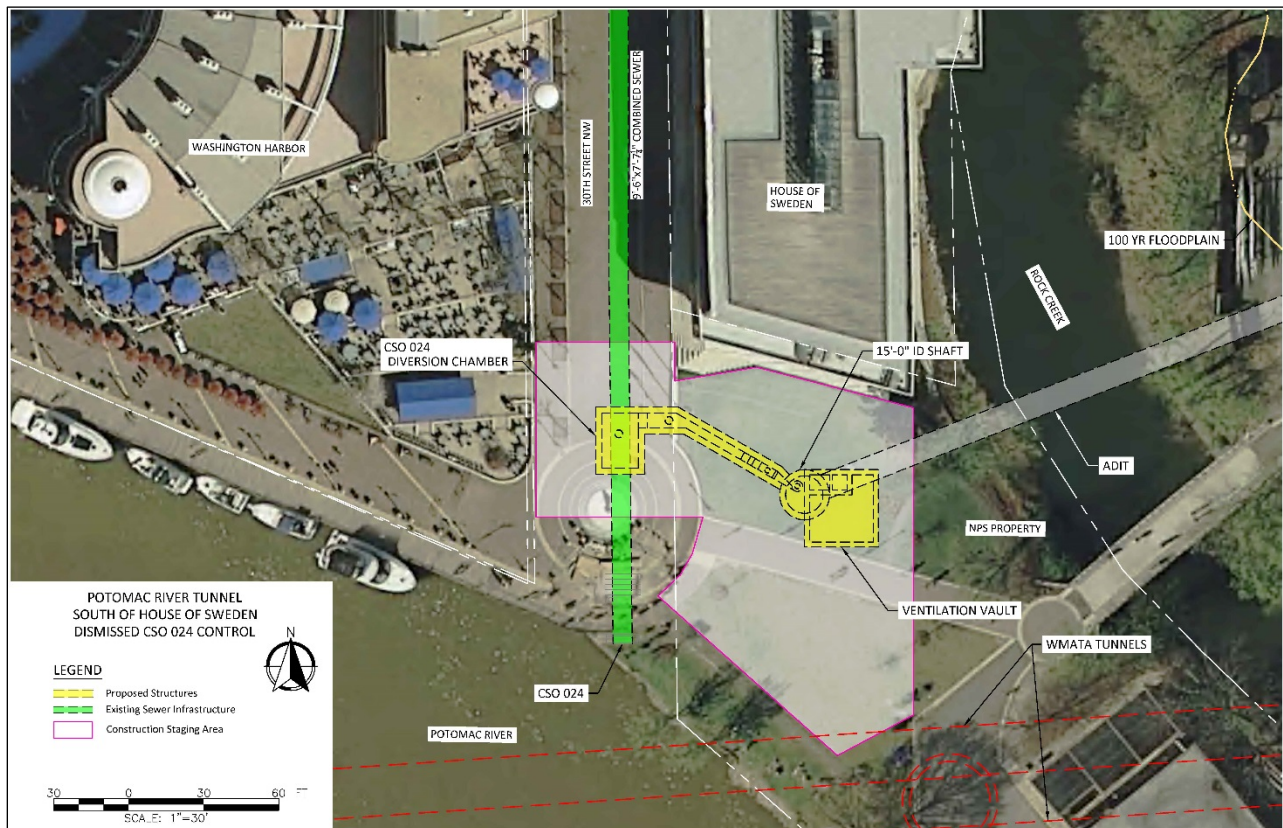 WASHINGTON HARBOR
30TH STREET NW
9'-6"x7'-7½" COMBINED SEWER
HOUSE OF
SWEDEN
100 YR FLOODPLAIN
ROCK CREEK
CSO 024
DIVERSION CHAMBER
15'-0" ID SHAFT
ADIT
NPS PROPERTY
VENTILATION VAULT
WMATA TUNNELS
CSO 024
POTOMAC RIVER
POTOMAC RIVER TUNNEL
SOUTH OF HOUSE OF SWEDEN
DISMISSED CSO 024 CONTROL
N
LEGEND
Proposed Structures
Existing Sewer Infrastructure
Construction Staging Area
30 0 30 60 FT
SCALE: 1"=30'